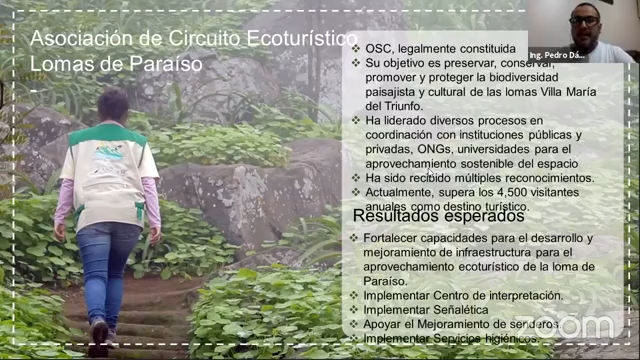 Asociación de Circuito Ecoturístico
Lomas de Paraíso
-
❖ OSC, legalmente constituida
❖ Su objetivo es preservar, conservar,
promover y proteger la biodiversidad
paisajista y cultural de las lomas Villa María
del Triunfo.
❖ Ha liderado diversos procesos en
coordinación con instituciones públicas y
privadas, ONGs, universidades para el
aprovechamiento sostenible del espacio
❖ Ha sido recibido múltiples reconocimientos.
❖ Actualmente, supera los 4,500 visitantes
anuales como destino turístico.
Resultados esperados
❖ Fortalecer capacidades para el desarrollo y
mejoramiento de infraestructura para el
aprovechamiento ecoturístico de la loma de
Paraíso.
❖ Implementar Centro de interpretación.
❖ Implementar Señalética
❖ Apoyar el Mejoramiento de senderos.
❖ Implementar Servicios higiénicos.
Ing. Pedro Dá...
zoom